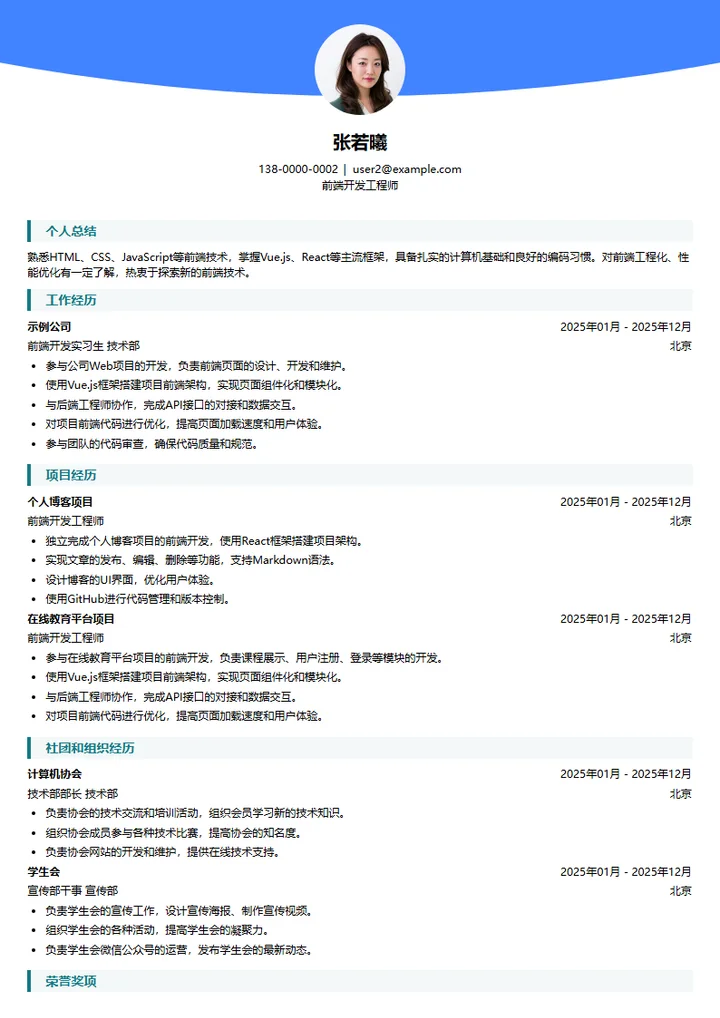 张若曦
138-0000-0002 | user2@example.com
前端开发工程师
个人总结
熟悉HTML、CSS、JavaScript等前端技术，掌握Vue.js、React等主流框架，具备扎实的计算机基础和良好的编码习惯。对前端工程化、性
能优化有一定了解，热衷于探索新的前端技术。
工作经历
示例公司 2025年01月 - 2025年12月
前端开发实习生 技术部 北京
• 参与公司Web项目的开发，负责前端页面的设计、开发和维护。
• 使用Vue.js框架搭建项目前端架构，实现页面组件化和模块化。
• 与后端工程师协作，完成API接口的对接和数据交互。
• 对项目前端代码进行优化，提高页面加载速度和用户体验。
• 参与团队的代码审查，确保代码质量和规范。
项目经历
个人博客项目 2025年01月 - 2025年12月
前端开发工程师 北京
• 独立完成个人博客项目的前端开发，使用React框架搭建项目架构。
• 实现文章的发布、编辑、删除等功能，支持Markdown语法。
• 设计博客的UI界面，优化用户体验。
• 使用GitHub进行代码管理和版本控制。
在线教育平台项目 2025年01月 - 2025年12月
前端开发工程师 北京
• 参与在线教育平台项目的前端开发，负责课程展示、用户注册、登录等模块的开发。
• 使用Vue.js框架搭建项目前端架构，实现页面组件化和模块化。
• 与后端工程师协作，完成API接口的对接和数据交互。
• 对项目前端代码进行优化，提高页面加载速度和用户体验。
社团和组织经历
计算机协会 2025年01月 - 2025年12月
技术部部长 技术部 北京
• 负责协会的技术交流和培训活动，组织会员学习新的技术知识。
• 组织协会成员参与各种技术比赛，提高协会的知名度。
• 负责协会网站的开发和维护，提供在线技术支持。
学生会 2025年01月 - 2025年12月
宣传部干事 宣传部 北京
• 负责学生会的宣传工作，设计宣传海报、制作宣传视频。
• 组织学生会的各种活动，提高学生会的凝聚力。
• 负责学生会微信公众号的运营，发布学生会的最新动态。
荣誉奖项